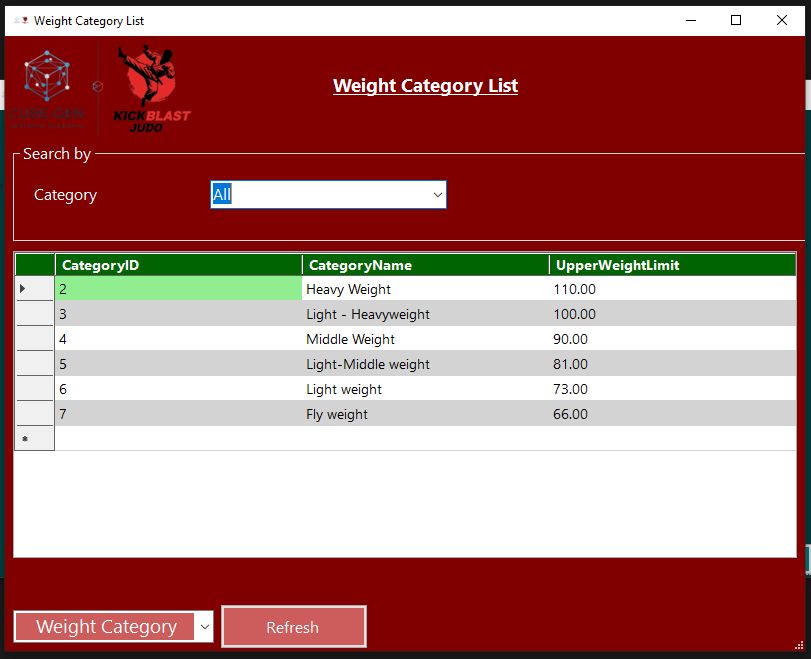 Weight Category List
KICKBLAST
JUDO
Weight Category List
Search by
Category All
CategoryID CategoryName UpperWeightLimit
2 Heavy Weight 110.00
3 Light - Heavyweight 100.00
4 Middle Weight 90.00
5 Light-Middle weight 81.00
6 Light weight 73.00
7 Fly weight 66.00
Weight Category Refresh